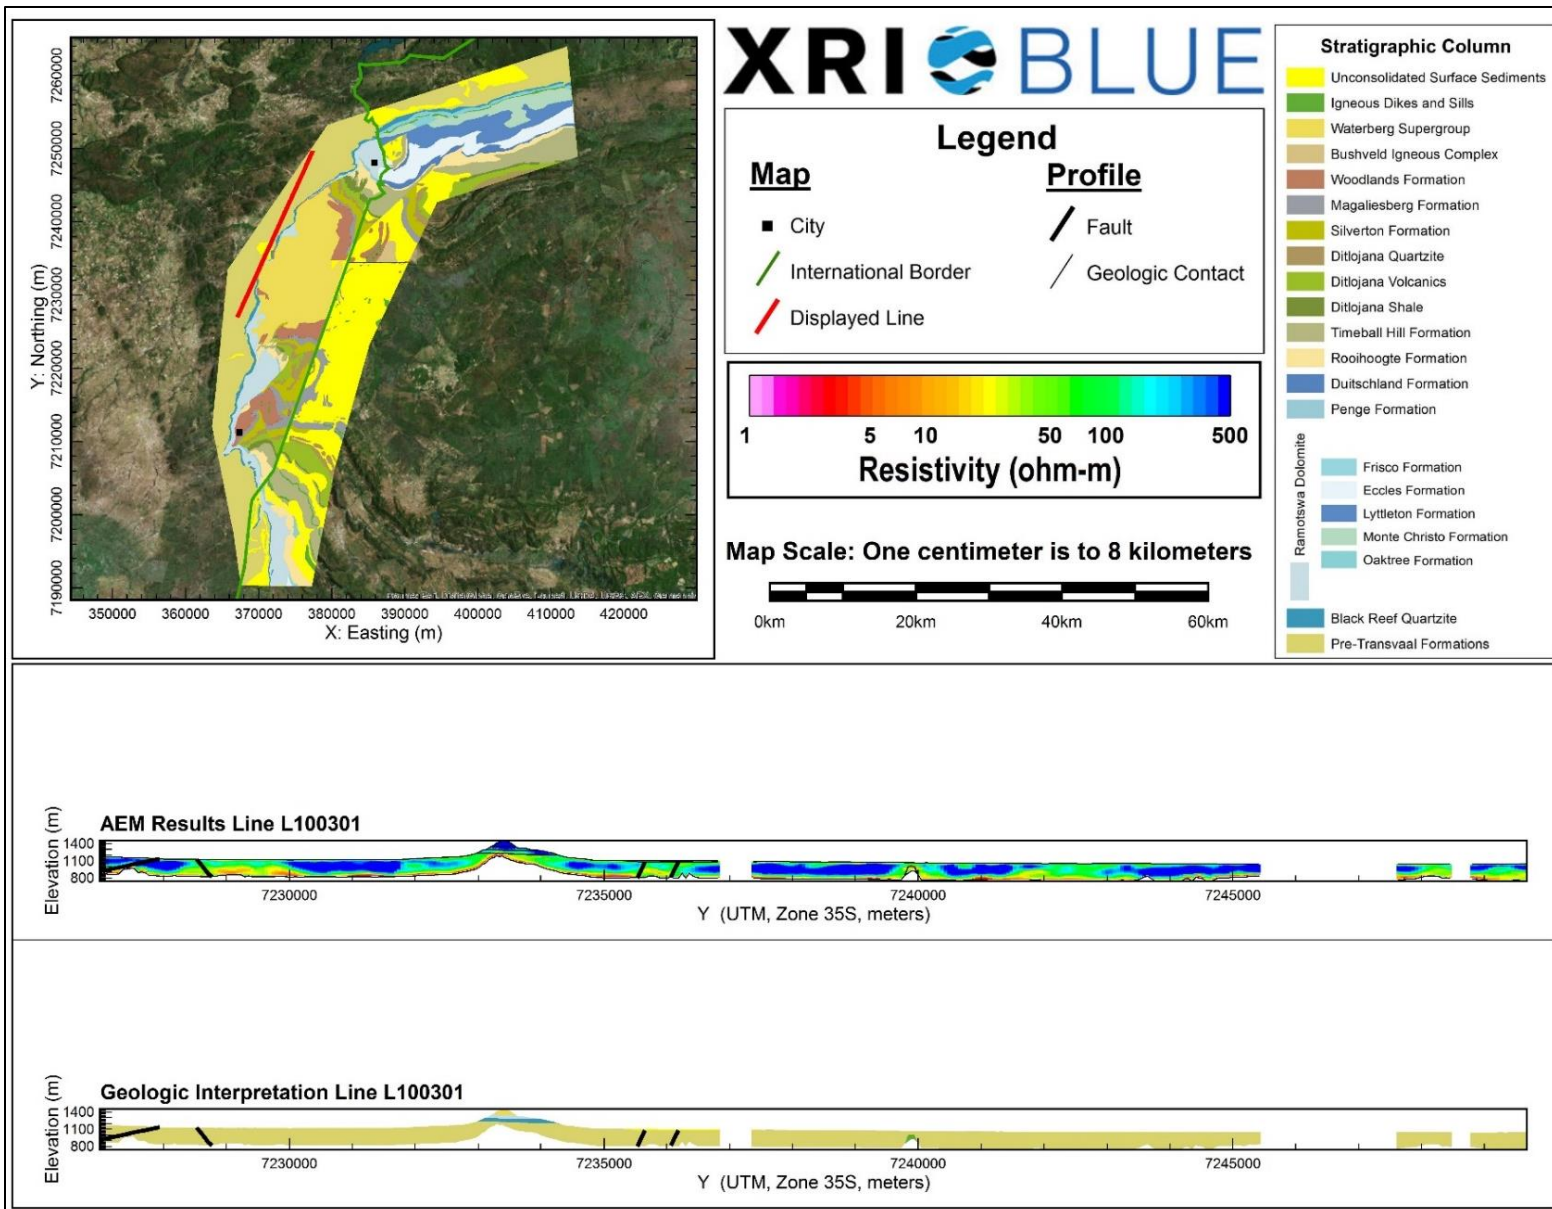 XRI BLUE
Y: Northing (m)
7260000
7250000
7240000
7230000
7220000
7210000
7200000
7190000
350000 360000 370000 380000 390000 400000 410000 420000
X: Easting (m)
Legend
Map
City
International Border
Displayed Line
Profile
Fault
Geologic Contact
1 5 10 50 100 500
Resistivity (ohm-m)
Map Scale: One centimeter is to 8 kilometers
0km 20km 40km 60km
Stratigraphic Column
Unconsolidated Surface Sediments
Igneous Dikes and Sills
Waterberg Supergroup
Bushveld Igneous Complex
Woodlands Formation
Magaliesberg Formation
Silverton Formation
Ditlojana Quartzite
Ditlojana Volcanics
Ditlojana Shale
Timeball Hill Formation
Rooihoogte Formation
Duitschland Formation
Penge Formation
Ramotswa Dolomite
Frisco Formation
Eccles Formation
Lyttleton Formation
Monte Christo Formation
Oaktree Formation
Black Reef Quartzite
Pre-Transvaal Formations
AEM Results Line L100301
Elevation (m)
1400
1100
800
7230000 7235000 7240000 7245000
Y (UTM, Zone 35S, meters)
Geologic Interpretation Line L100301
Elevation (m)
1400
1100
800
7230000 7235000 7240000 7245000
Y (UTM, Zone 35S, meters)